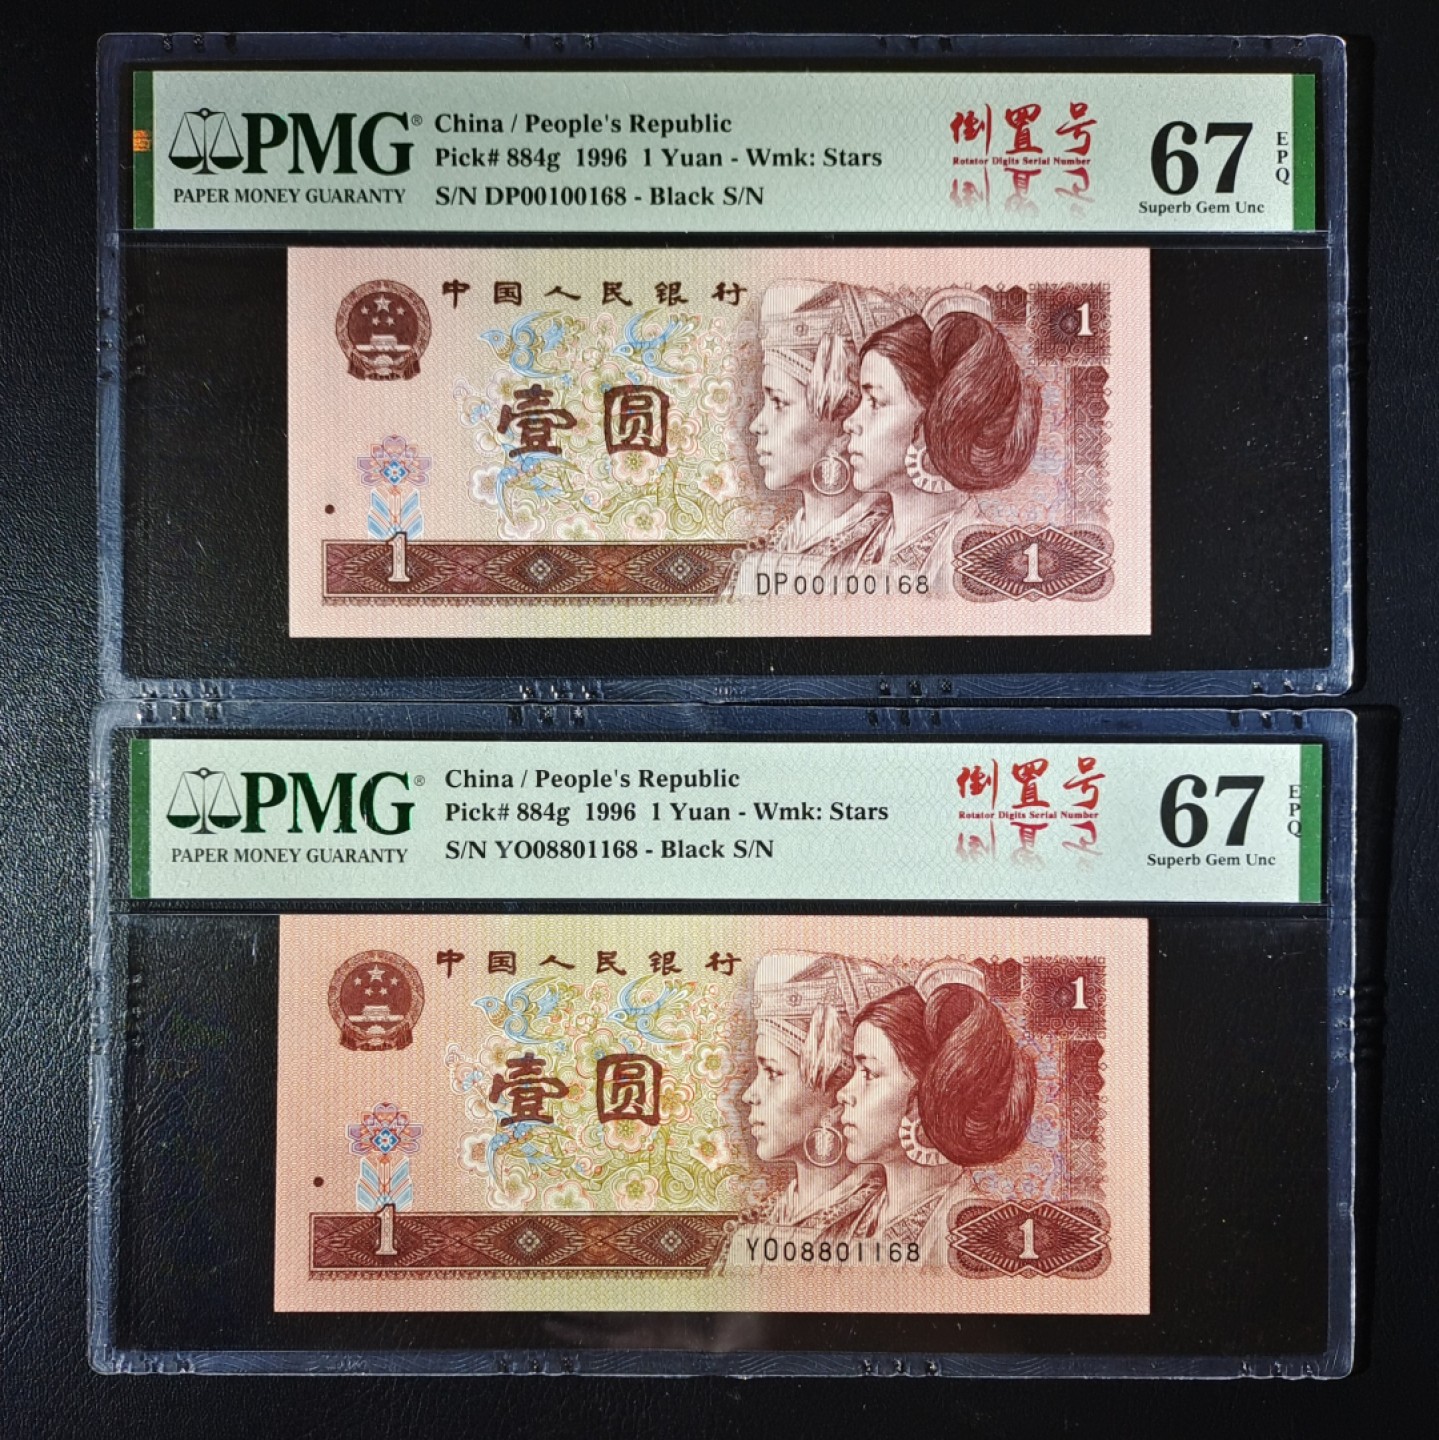 PMG®
PAPER MONEY GUARANTY
China / People's Republic
Pick# 884g 1996 1 Yuan - Wmk: Stars
S/N DP00100168 - Black S/N
倒置号
Rotator Digits Serial Number
67
EPQ
Superb Gem Unc
中国人民银行
1
壹圆
1
DP00100168
1
PMG®
PAPER MONEY GUARANTY
China / People's Republic
Pick# 884g 1996 1 Yuan - Wmk: Stars
S/N YO08801168 - Black S/N
倒置号
Rotator Digits Serial Number
67
EPQ
Superb Gem Unc
中国人民银行
1
壹圆
1
YO08801168
1